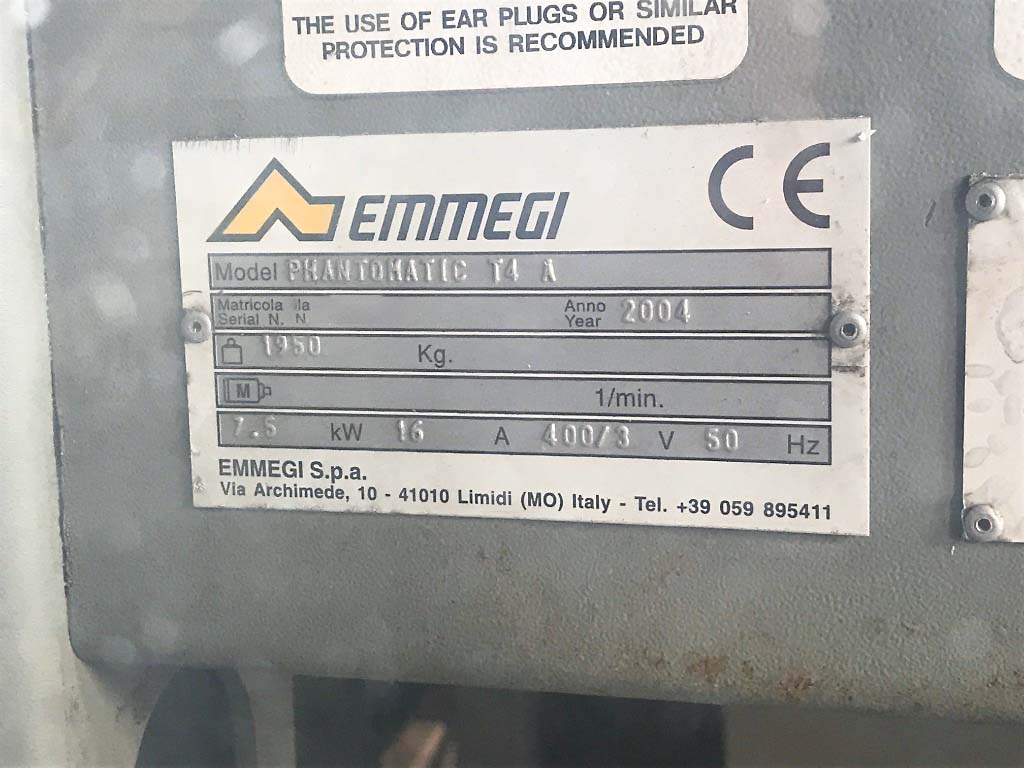 THE USE OF EAR PLUGS OR SIMILAR
PROTECTION IS RECOMMENDED
EMMEGI CE
Model PHANTOMATIC T4 A
Matricola lla Anno 2004
Serial N. N Year
1950 Kg.
M 1/min.
7.5 kW 16 A 400/3 V 50 Hz
EMMEGI S.p.a.
Via Archimede, 10 - 41010 Limidi (MO) Italy - Tel. +39 059 895411